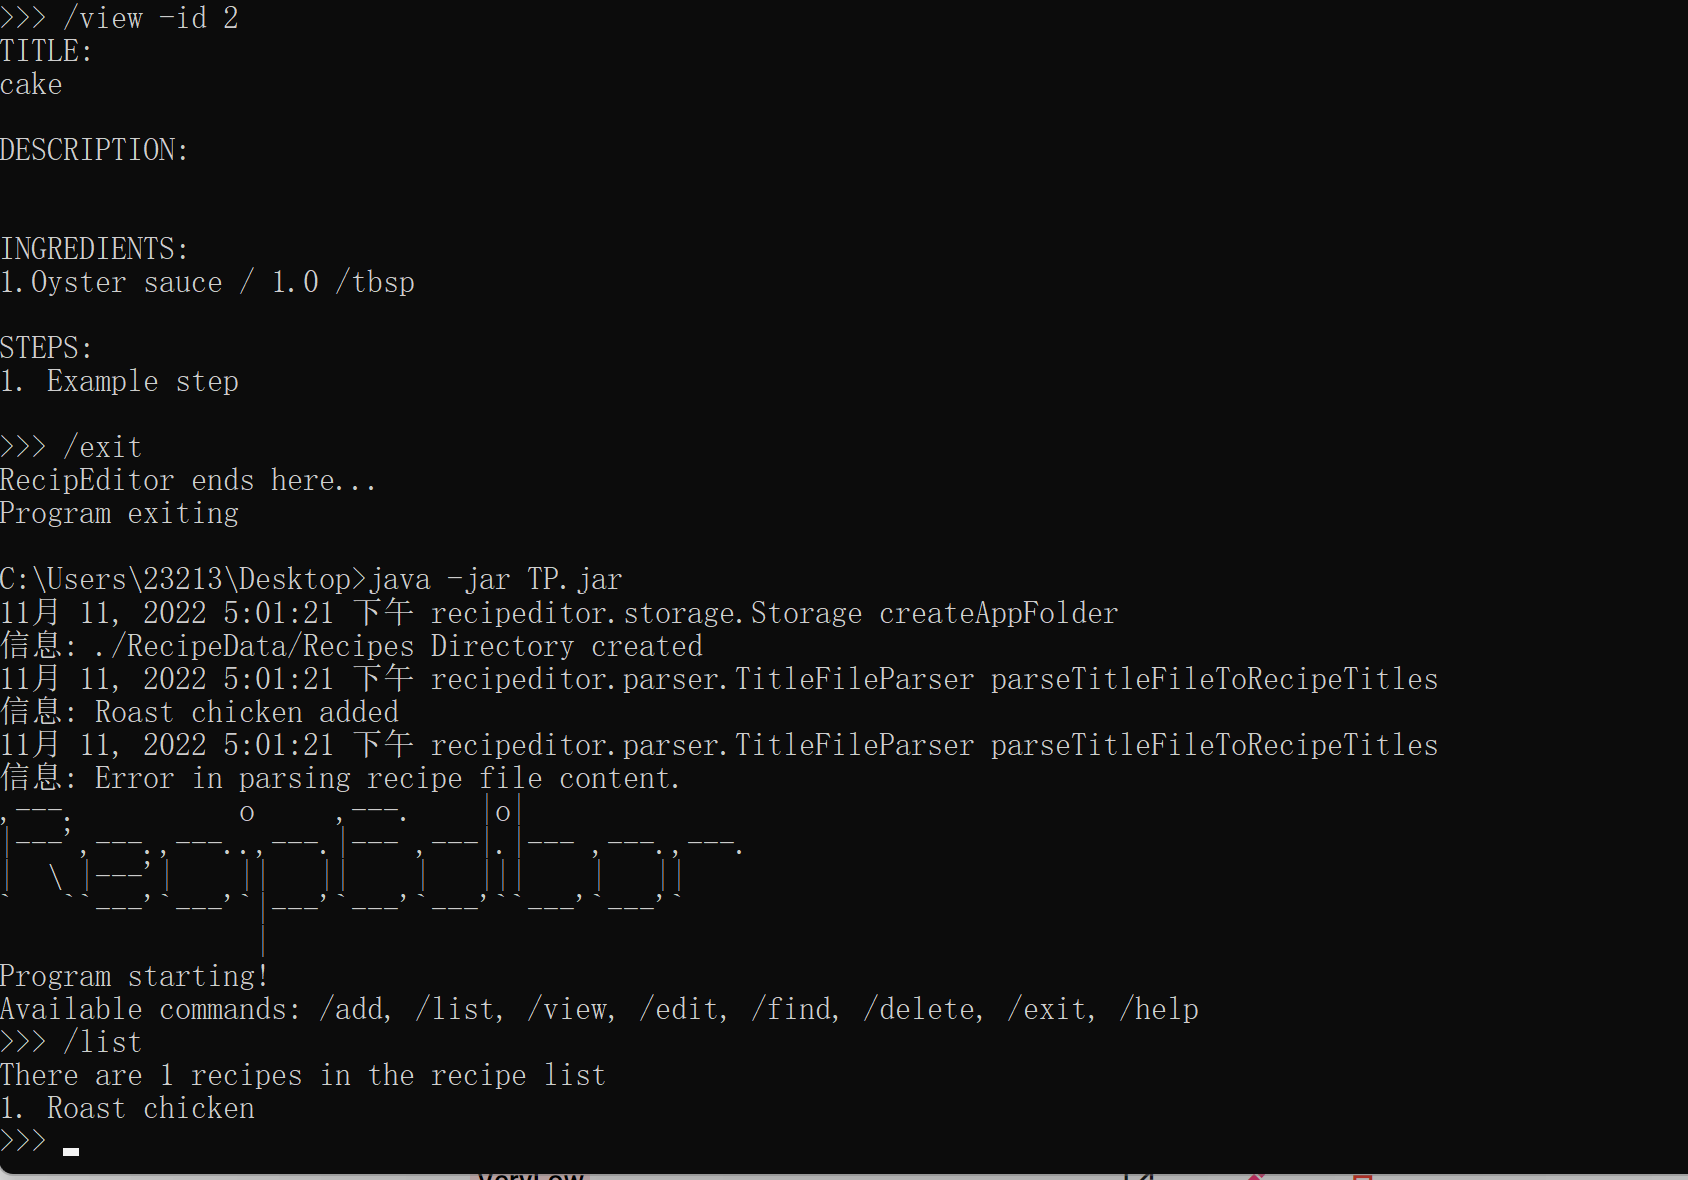 >>> /view -id 2
TITLE:
cake
DESCRIPTION:
INGREDIENTS:
1.Oyster sauce / 1.0 /tbsp
STEPS:
1. Example step
>>> /exit
RecipEditor ends here...
Program exiting
C:\Users\23213\Desktop>java -jar TP.jar
11月 11, 2022 5:01:21 下午 recipeditor.storage.Storage createAppFolder
信息: ./RecipeData/Recipes Directory created
11月 11, 2022 5:01:21 下午 recipeditor.parser.TitleFileParser parseTitleFileToRecipeTitles
信息: Roast chicken added
11月 11, 2022 5:01:21 下午 recipeditor.parser.TitleFileParser parseTitleFileToRecipeTitles
信息: Error in parsing recipe file content.
RecipEditor
Program starting!
Available commands: /add, /list, /view, /edit, /find, /delete, /exit, /help
>>> /list
There are 1 recipes in the recipe list
1. Roast chicken
>>>